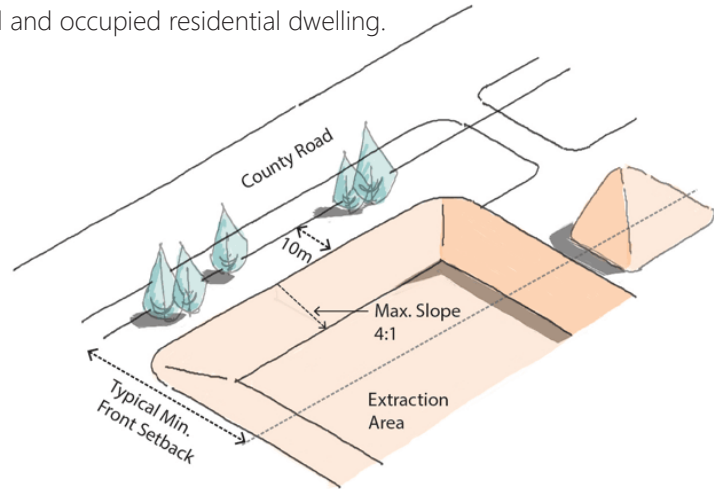 and occupied residential dwelling.
County Road
10m
Max. Slope
4:1
Typical Min.
Front Setback
Extraction
Area